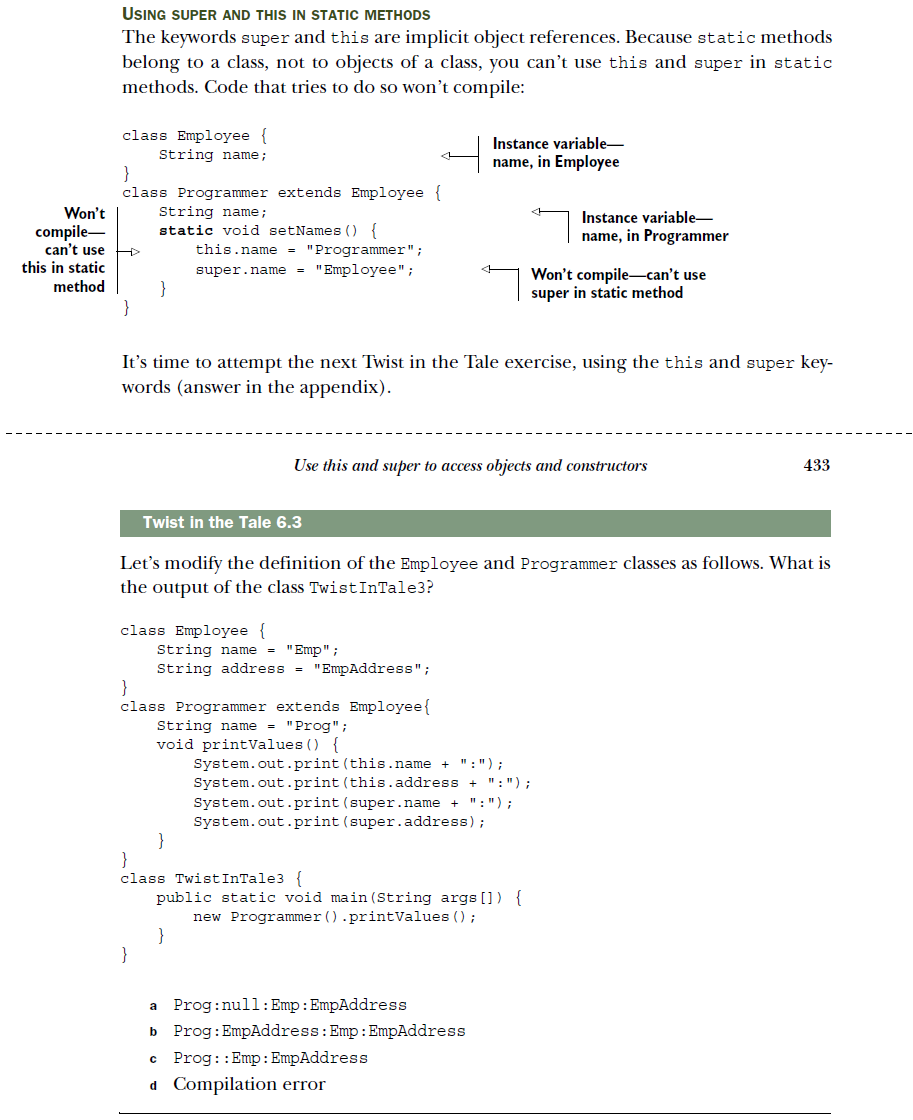 USING SUPER AND THIS IN STATIC METHODS
The keywords super and this are implicit object references. Because static methods
belong to a class, not to objects of a class, you can't use this and super in static
methods. Code that tries to do so won't compile:
class Employee {
    String name;
}
Instance variable—
name, in Employee
class Programmer extends Employee {
    String name;
    static void setNames() {
        this.name = "Programmer";
        super.name = "Employee";
    }
}
Won't
compile—
can't use
this in static
method
Instance variable—
name, in Programmer
Won't compile—can't use
super in static method
It's time to attempt the next Twist in the Tale exercise, using the this and super key-
words (answer in the appendix).
Use this and super to access objects and constructors 433
Twist in the Tale 6.3
Let's modify the definition of the Employee and Programmer classes as follows. What is
the output of the class TwistInTale3?
class Employee {
    String name = "Emp";
    String address = "EmpAddress";
}
class Programmer extends Employee{
    String name = "Prog";
    void printValues() {
        System.out.print(this.name + ":");
        System.out.print(this.address + ":");
        System.out.print(super.name + ":");
        System.out.print(super.address);
    }
}
class TwistInTale3 {
    public static void main(String args[]) {
        new Programmer().printValues();
    }
}
a Prog:null:Emp:EmpAddress
b Prog:EmpAddress:Emp:EmpAddress
c Prog::Emp:EmpAddress
d Compilation error